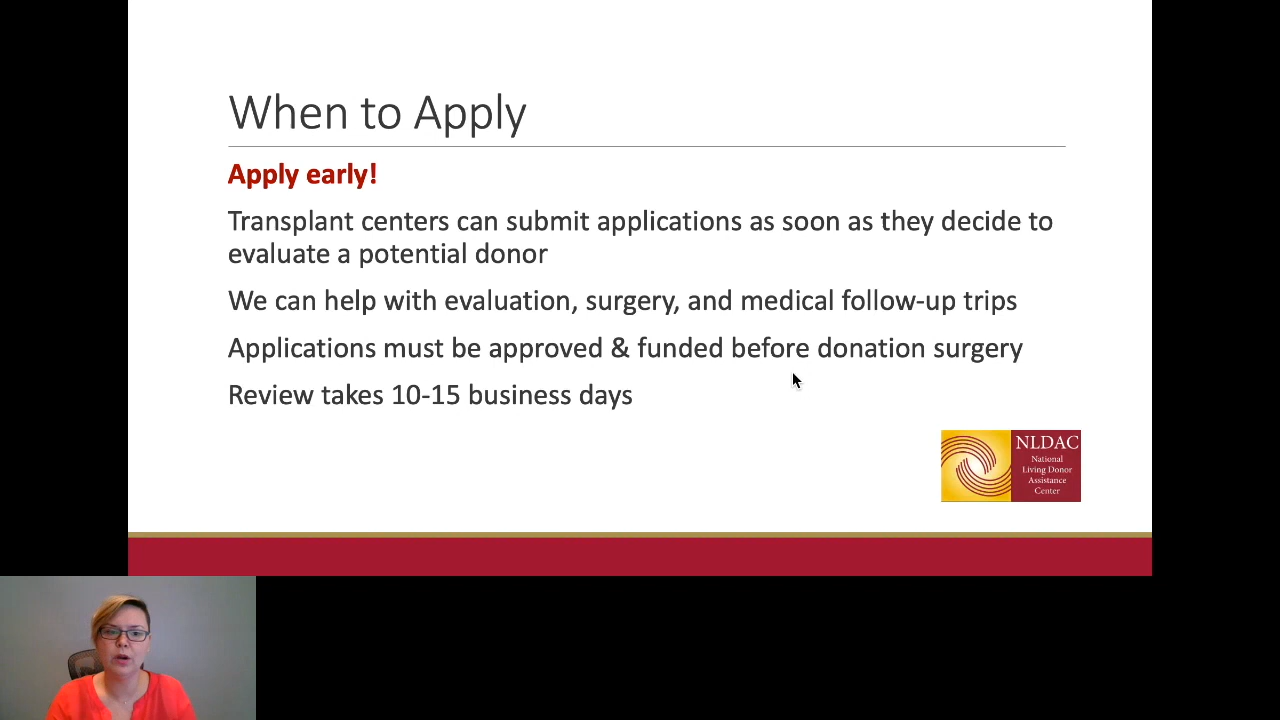 When to Apply
Apply early!
Transplant centers can submit applications as soon as they decide to
evaluate a potential donor
We can help with evaluation, surgery, and medical follow-up trips
Applications must be approved & funded before donation surgery
Review takes 10-15 business days
NLDAC
National
Living Donor
Assistance
Center